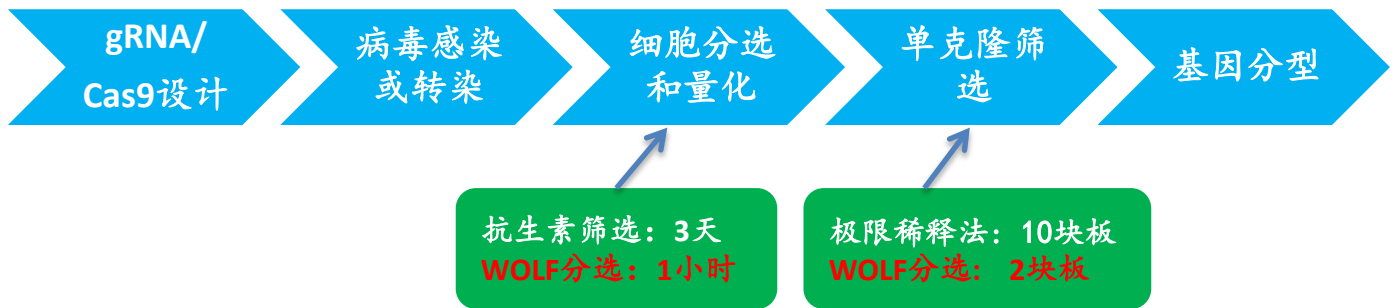 gRNA/
Cas9设计
病毒感染
或转染
细胞分选
和量化
单克隆筛
选
基因分型
抗生素筛选：3天
WOLF分选：1小时
极限稀释法：10块板
WOLF分选： 2块板